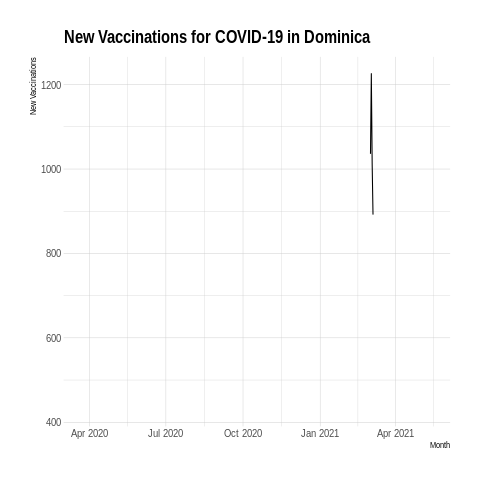 New Vaccinations for COVID-19 in Dominica
New Vaccinations
1200
1000
800
600
400
Apr 2020 Jul 2020 Oct 2020 Jan 2021 Apr 2021
Month